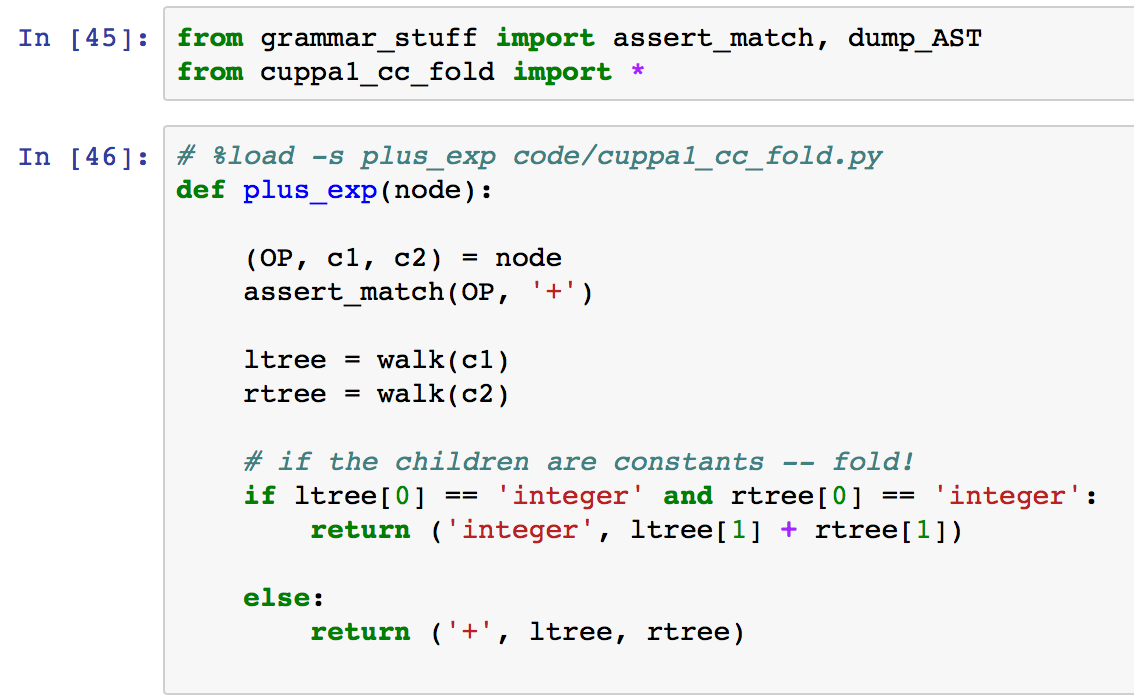 In [45]: from grammar_stuff import assert_match, dump_AST
from cuppa1_cc_fold import *
In [46]: # %load -s plus_exp code/cuppa1_cc_fold.py
def plus_exp(node):
    (OP, c1, c2) = node
    assert_match(OP, '+')
    ltree = walk(c1)
    rtree = walk(c2)
    # if the children are constants -- fold!
    if ltree[0] == 'integer' and rtree[0] == 'integer':
        return ('integer', ltree[1] + rtree[1])
    else:
        return ('+', ltree, rtree)